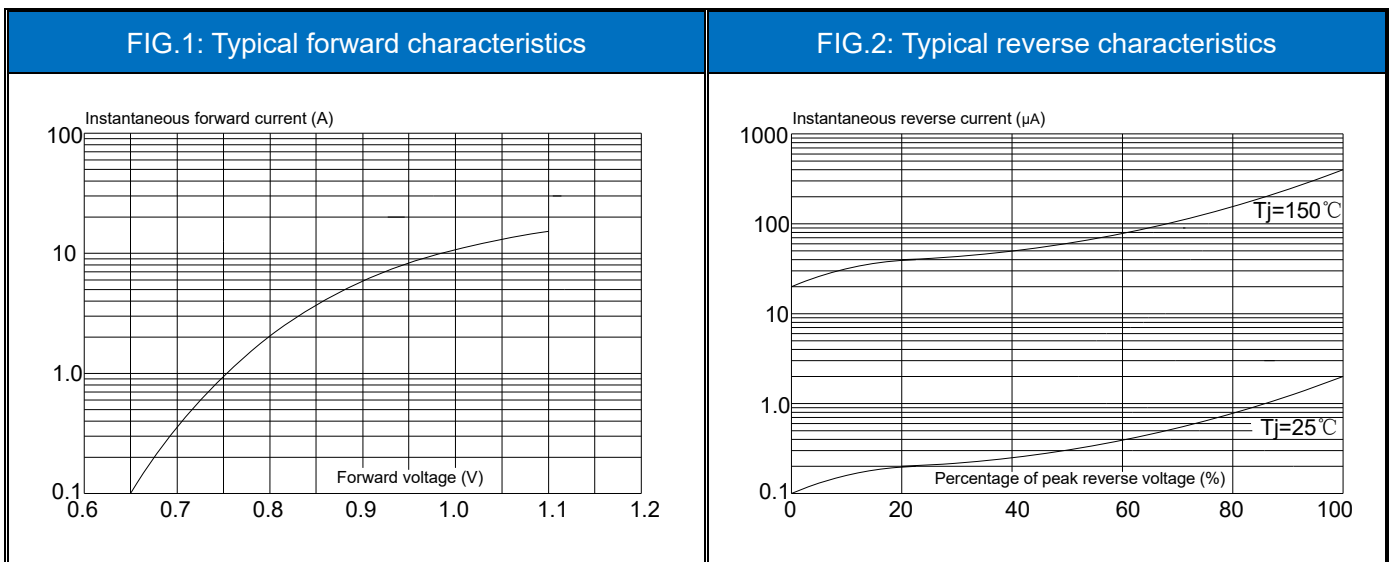 FIG.1: Typical forward characteristics
Instantaneous forward current (A)
100
10
1.0
0.1
Forward voltage (V)
0.6 0.7 0.8 0.9 1.0 1.1 1.2
FIG.2: Typical reverse characteristics
Instantaneous reverse current (μA)
1000
100
10
1.0
0.1
Tj=150℃
Tj=25℃
Percentage of peak reverse voltage (%)
0 20 40 60 80 100